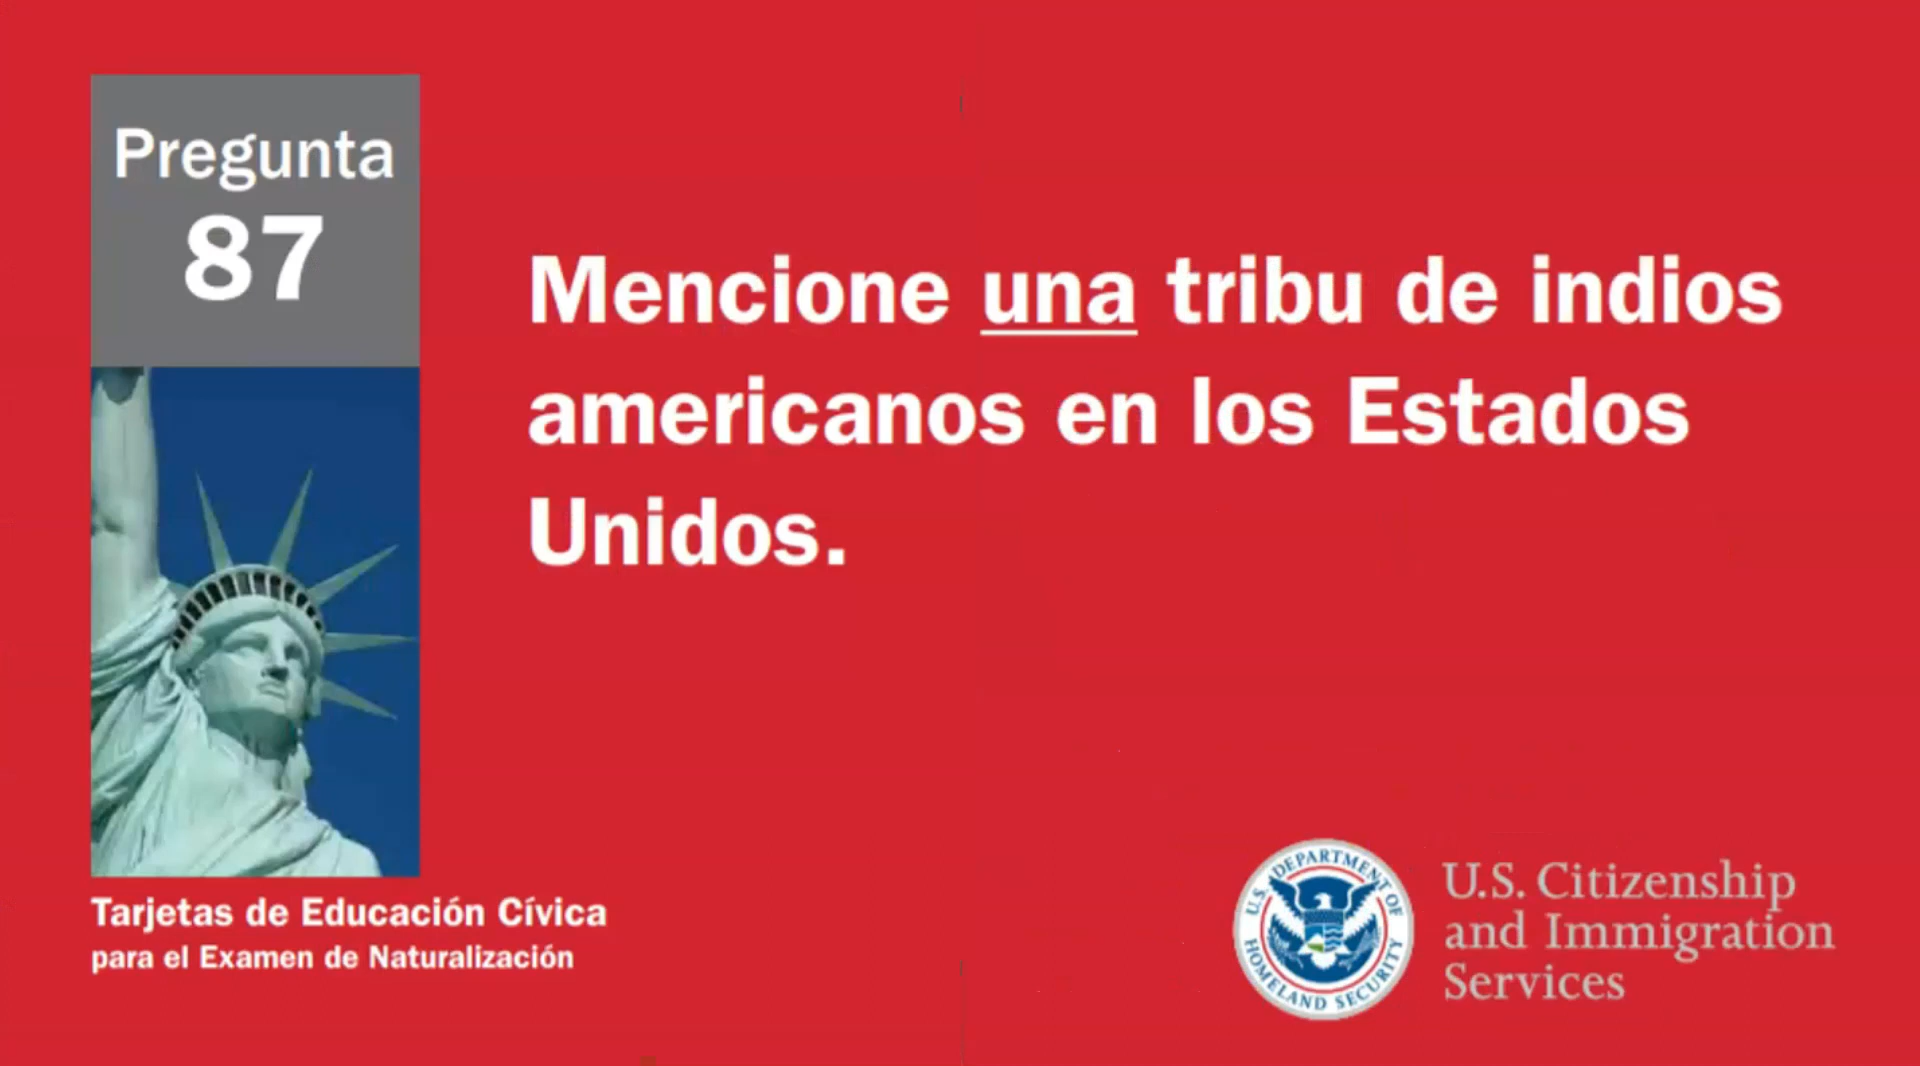 Pregunta
87
Mencione una tribu de indios
americanos en los Estados
Unidos.
Tarjetas de Educación Cívica
para el Examen de Naturalización
U.S. DEPARTMENT OF
HOMELAND SECURITY
U.S. Citizenship
and Immigration
Services